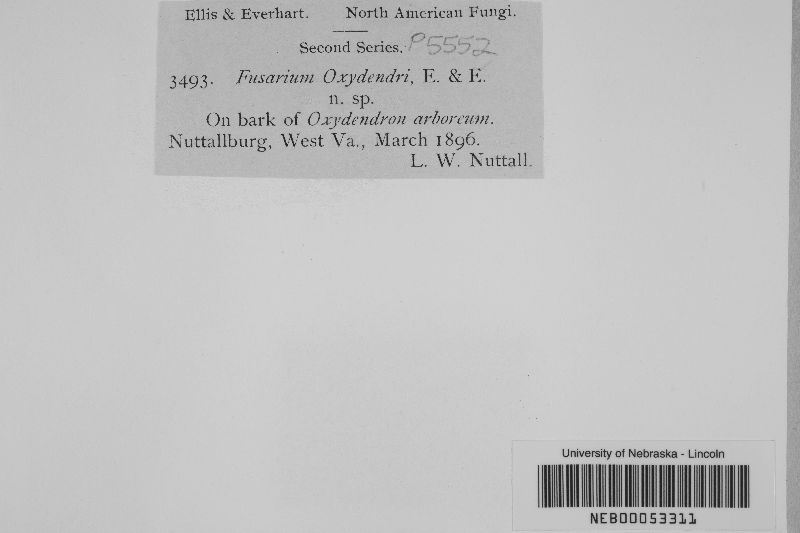 Ellis & Everhart. North American Fungi.
Second Series. P5552
3493. Fusarium Oxydendri, E. & E.
n. sp.
On bark of Oxydendron arboreum.
Nuttallburg, West Va., March 1896.
L. W. Nuttall.
University of Nebraska - Lincoln
NEB00053311